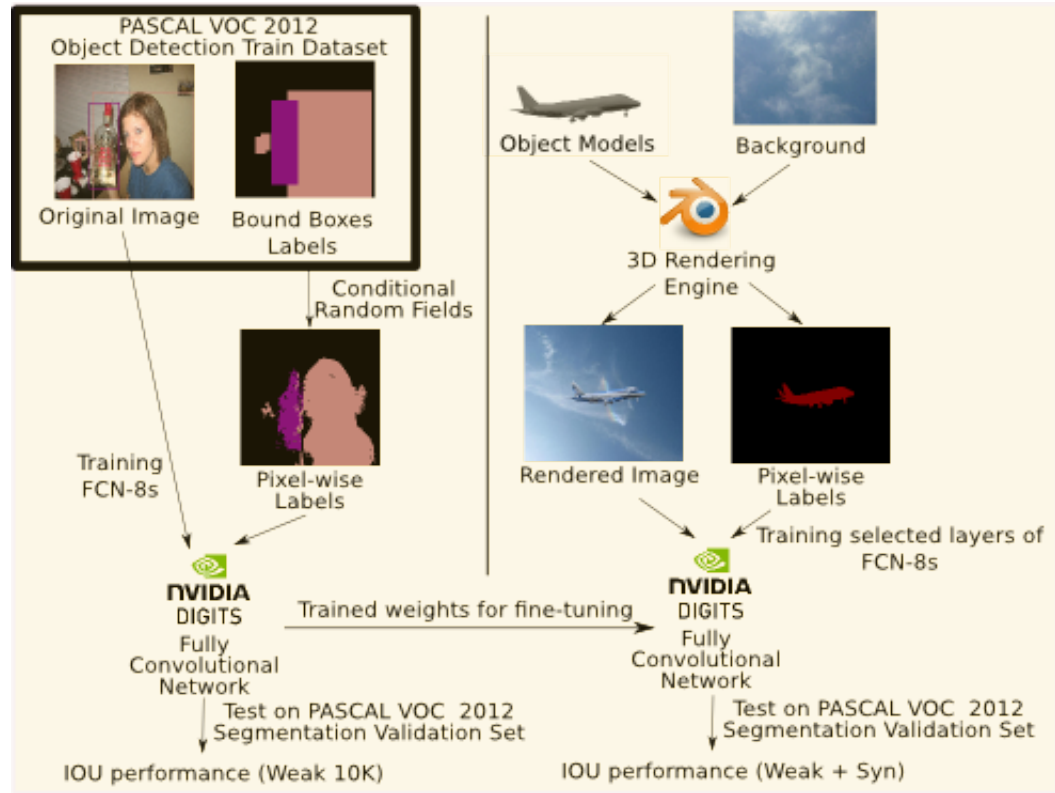 PASCAL VOC 2012
Object Detection Train Dataset
Original Image
Bound Boxes
Labels
Conditional
Random Fields
Training
FCN-8s
Pixel-wise
Labels
NVIDIA
DIGITS
Fully
Convolutional
Network
Test on PASCAL VOC 2012
Segmentation Validation Set
IOU performance (Weak 10K)
Trained weights for fine-tuning
Object Models
Background
3D Rendering
Engine
Rendered Image
Pixel-wise
Labels
Training selected layers of
FCN-8s
NVIDIA
DIGITS
Fully
Convolutional
Network
Test on PASCAL VOC 2012
Segmentation Validation Set
IOU performance (Weak + Syn)